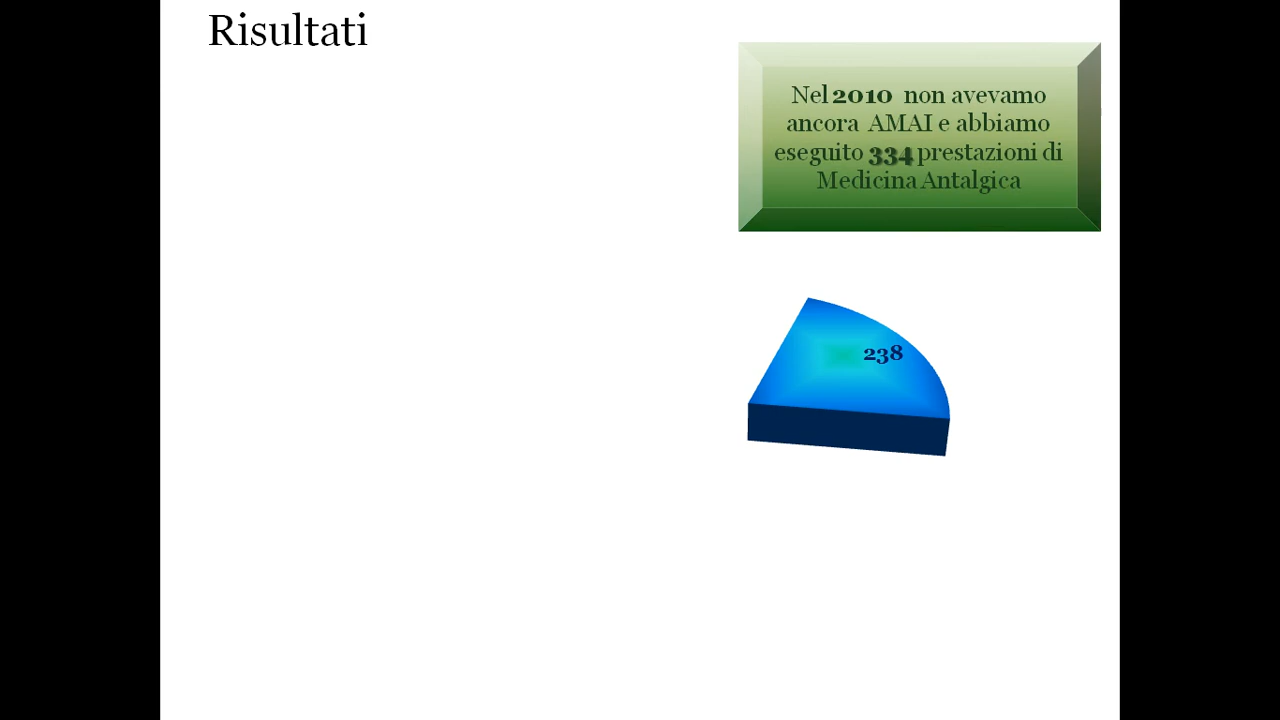 Risultati
Nel 2010 non avevamo
ancora AMAI e abbiamo
eseguito 334 prestazioni di
Medicina Antalgica
238